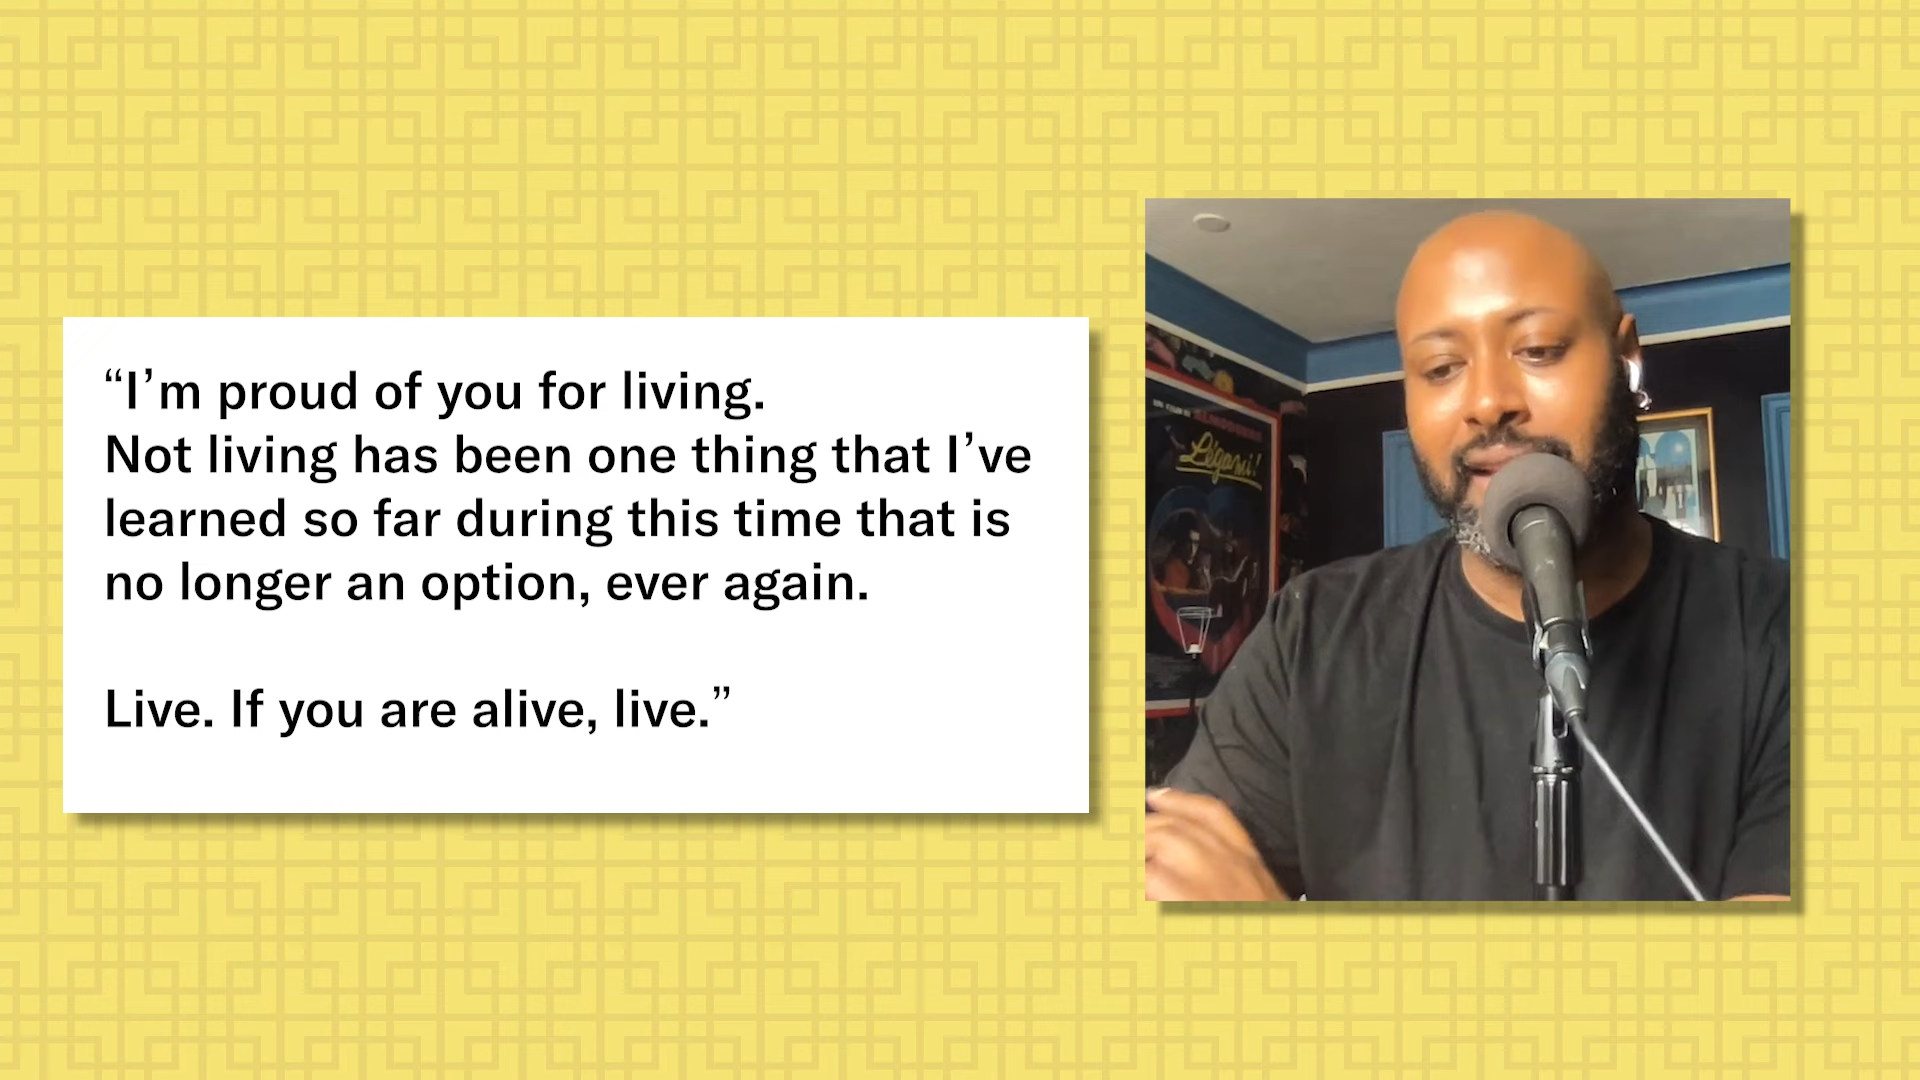 “I’m proud of you for living.
Not living has been one thing that I’ve
learned so far during this time that is
no longer an option, ever again.
Live. If you are alive, live.”